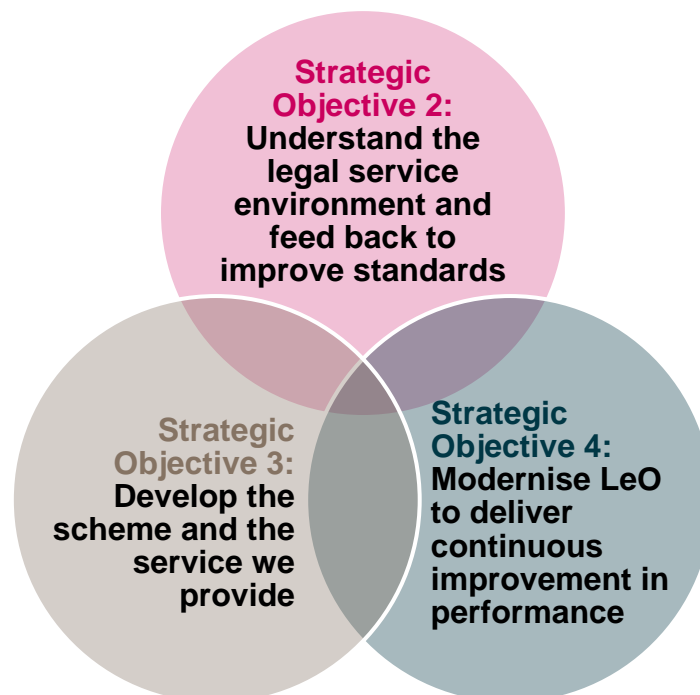 Strategic
Objective 2:
Understand the
legal service
environment and
feed back to
improve standards
Strategic
Objective 3:
Develop the
scheme and the
service we
provide
Strategic
Objective 4:
Modernise LeO
to deliver
continuous
improvement in
performance